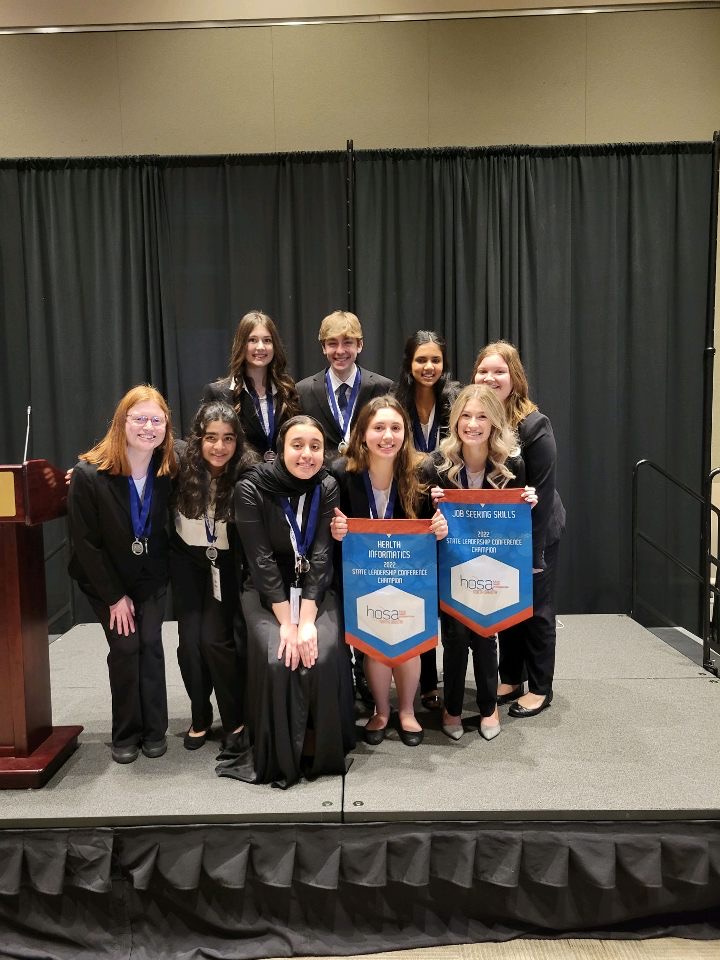 HEALTH
INFORMATICS
2022
STATE LEADERSHIP CONFERENCE
CHAMPION
hosa
JOB SEEKING SKILLS
2022
STATE LEADERSHIP CONFERENCE
CHAMPION
hosa